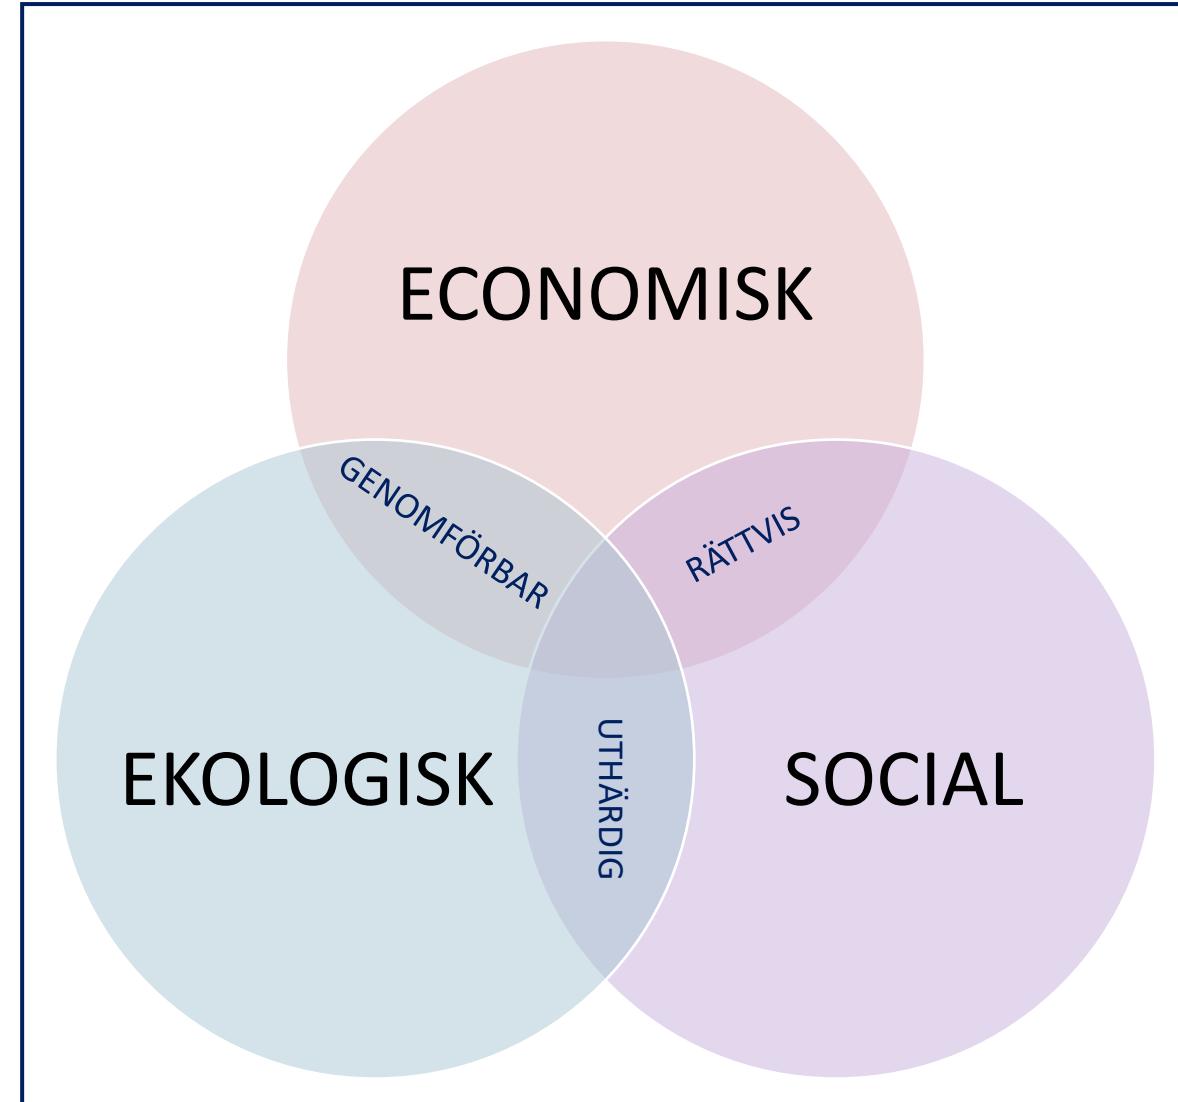 ECONOMISK
GENOMFÖRBAR
RÄTTVIS
EKOLOGISK
UTHÄRDIG
SOCIAL